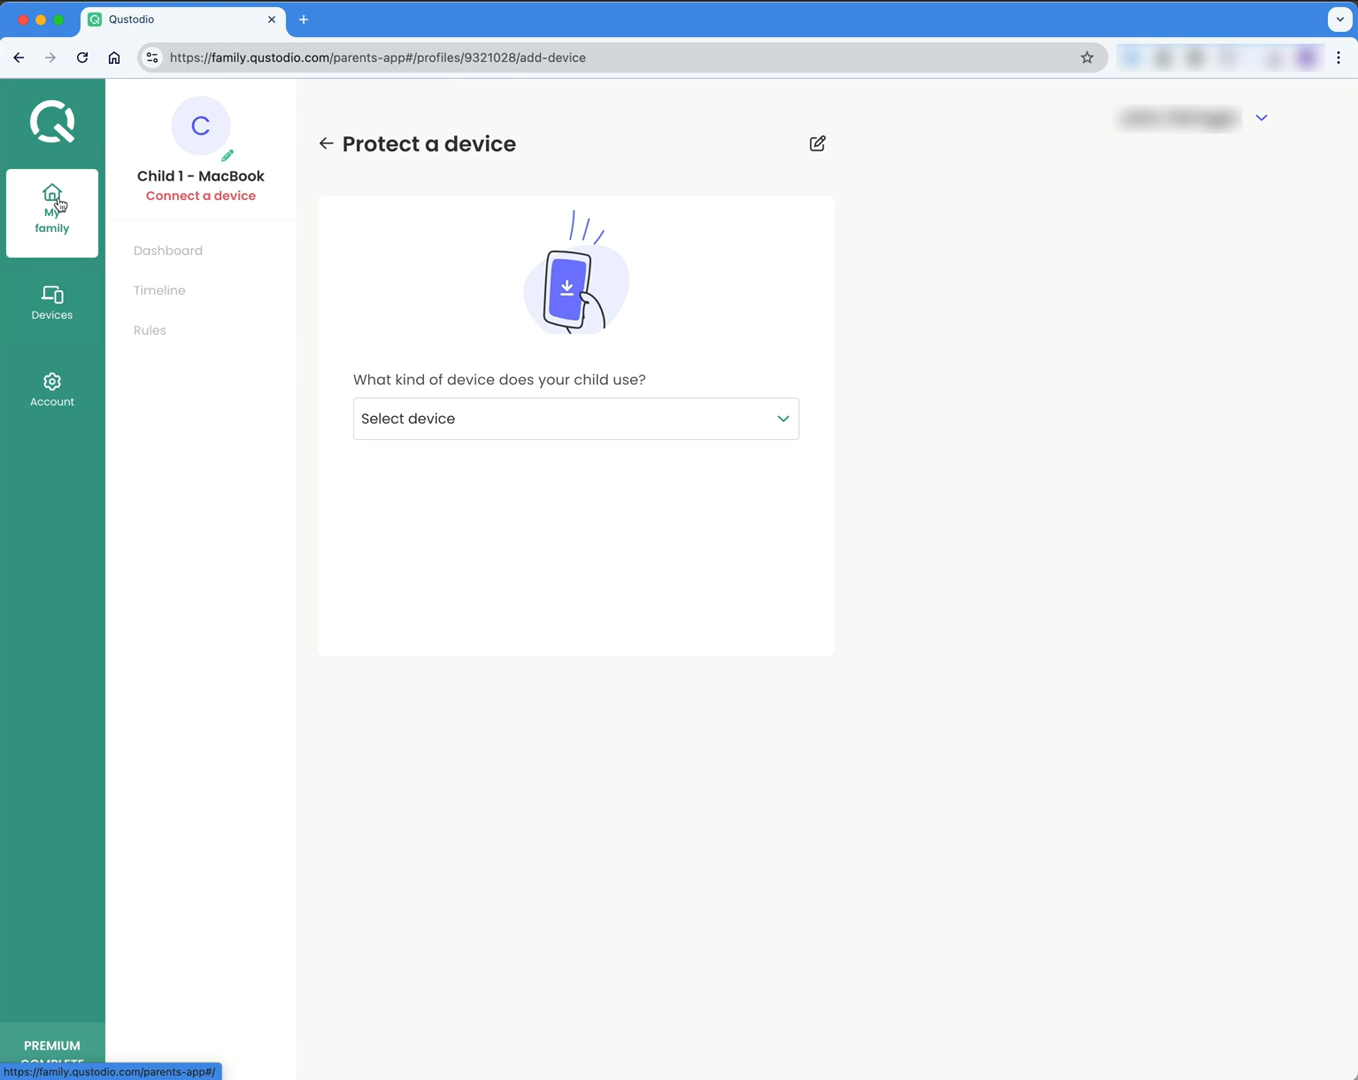 Qustodio
https://family.qustodio.com/parents-app#/profiles/9321028/add-device
My
family
Devices
Account
PREMIUM
C
Child 1 - MacBook
Connect a device
Dashboard
Timeline
Rules
Protect a device
What kind of device does your child use?
Select device
https://family.qustodio.com/parents-app#/